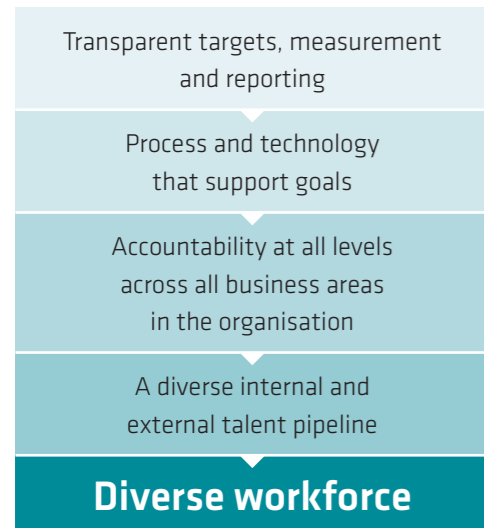 Transparent targets, measurement
and reporting
Process and technology
that support goals
Accountability at all levels
across all business areas
in the organisation
A diverse internal and
external talent pipeline
Diverse workforce